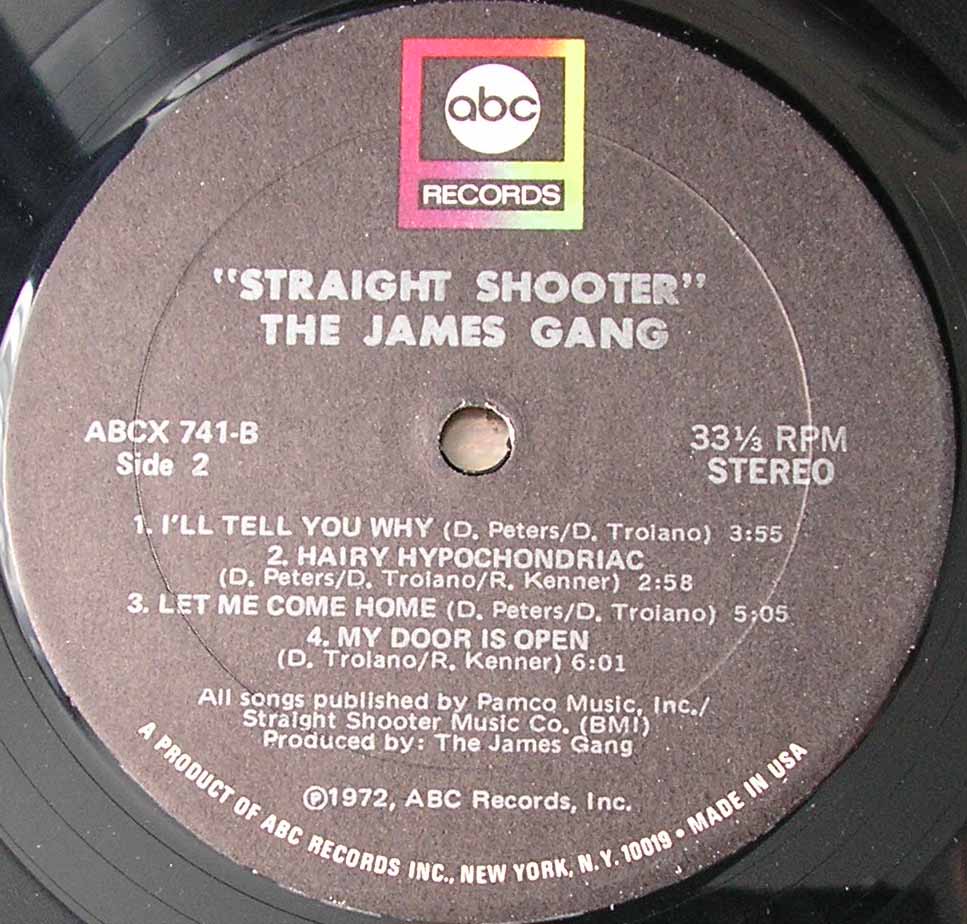 abc
RECORDS
"STRAIGHT SHOOTER"
THE JAMES GANG
ABCX 741-B
Side 2
33⅓ RPM
STEREO
1. I'LL TELL YOU WHY (D. Peters/D. Troiano) 3:55
2. HAIRY HYPOCHONDRIAC
(D. Peters/D. Troiano/R. Kenner) 2:58
3. LET ME COME HOME (D. Peters/D. Troiano) 5:05
4. MY DOOR IS OPEN
(D. Troiano/R. Kenner) 6:01
All songs published by Pamco Music, Inc./
Straight Shooter Music Co. (BMI)
Produced by: The James Gang
℗1972, ABC Records, Inc.
A PRODUCT OF ABC RECORDS INC., NEW YORK, N.Y. 10019 • MADE IN USA